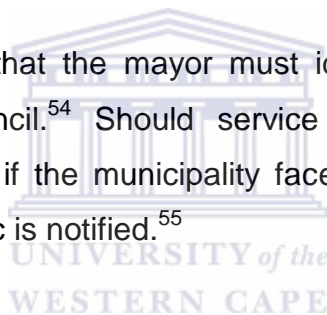 that the mayor must
ncil.⁵⁴ Should service
if the municipality face
c is notified.⁵⁵
UNIVERSITY of the
WESTERN CAPE